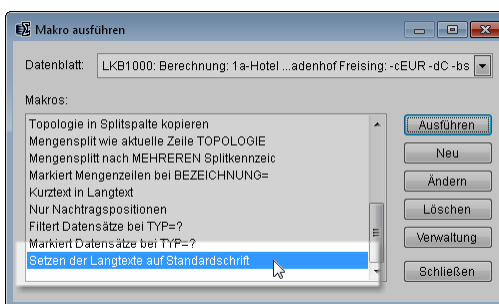 Makro ausführen
Datenblatt: LKB1000: Berechnung: 1a-Hotel ...adenhof Freising: -cEUR -dC -bs
Makros:
Topologie in Splitspalte kopieren
Mengensplit wie aktuelle Zeile TOPOLOGIE
Mengensplitt nach MEHREREN Splitkennzeic
Markiert Mengenzeilen bei BEZEICHNUNG=
Kurztext in Langtext
Nur Nachtragspositionen
Filtert Datensätze bei TYP=?
Markiert Datensätze bei TYP=?
Setzen der Langtexte auf Standardschrift
Ausführen
Neu
Ändern
Löschen
Verwaltung
Schließen